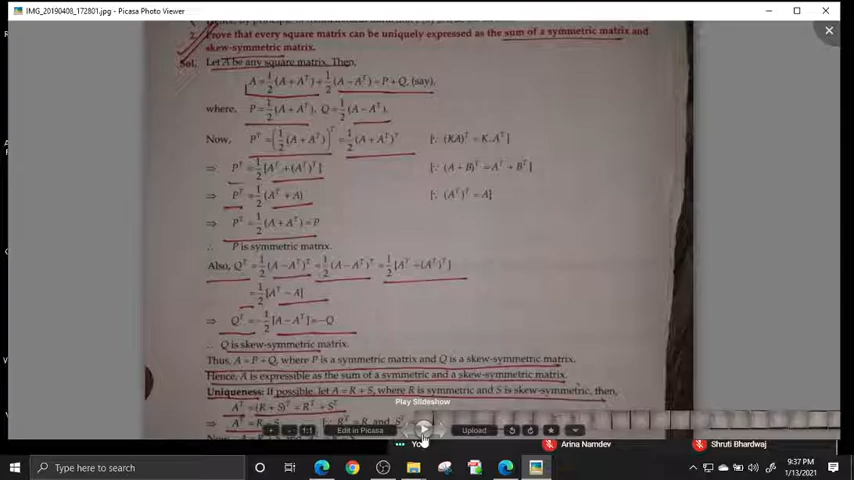 IMG_20190408_172801.jpg - Picasa Photo Viewer
2. Prove that every square matrix can be uniquely expressed as the sum of a symmetric matrix and
skew-symmetric matrix.
Sol. Let A be any square matrix. Then,
A = 1/2 (A + A^T) + 1/2 (A − A^T) = P + Q, (say),
where, P = 1/2 (A + A^T), Q = 1/2 (A − A^T),
Now, P^T = (1/2 (A + A^T))^T = 1/2 (A + A^T)^T [∵ (KA)^T = K.A^T]
⇒ P^T = 1/2 [A^T + (A^T)^T] [∵ (A + B)^T = A^T + B^T]
⇒ P^T = 1/2 (A^T + A) [∵ (A^T)^T = A]
⇒ P^T = 1/2 (A + A^T) = P
∴ P is symmetric matrix.
Also, Q^T = 1/2 (A − A^T)^T = 1/2 (A − A^T)^T = 1/2 [A^T − (A^T)^T]
= 1/2 [A^T − A]
⇒ Q^T = − 1/2 [A − A^T] = −Q
∴ Q is skew-symmetric matrix.
Thus, A = P + Q, where P is a symmetric matrix and Q is a skew-symmetric matrix.
Hence, A is expressible as the sum of a symmetric and a skew-symmetric matrix.
Uniqueness: If possible, let A = R + S, where R is symmetric and S is skew-symmetric, then,
Play Slideshow
A^T = (R + S)^T = R^T + S^T
⇒ A^T = R − S [∵ R^T = R and S^T
1:1 Edit in Picasa Upload
Arina Namdev Shruti Bhardwaj
Type here to search
9:37 PM
1/13/2021